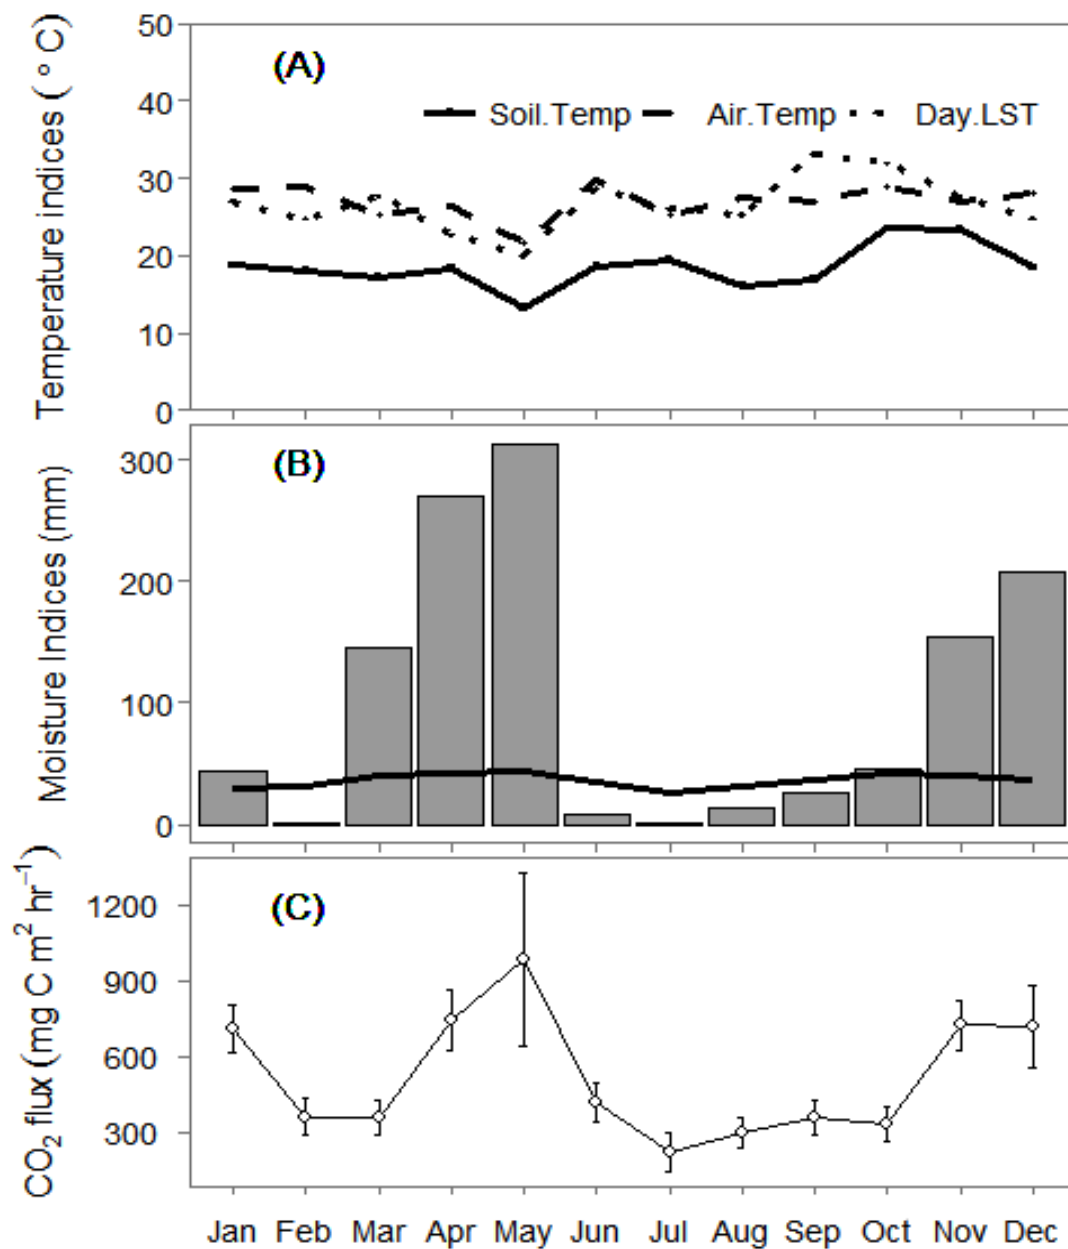 Temperature indices ( ° C)
50
40
30
20
10
0
(A)
Soil.Temp Air.Temp Day.LST
Moisture Indices (mm)
300
200
100
0
(B)
CO₂ flux (mg C m² hr⁻¹)
1200
900
600
300
(C)
Jan Feb Mar Apr May Jun Jul Aug Sep Oct Nov Dec